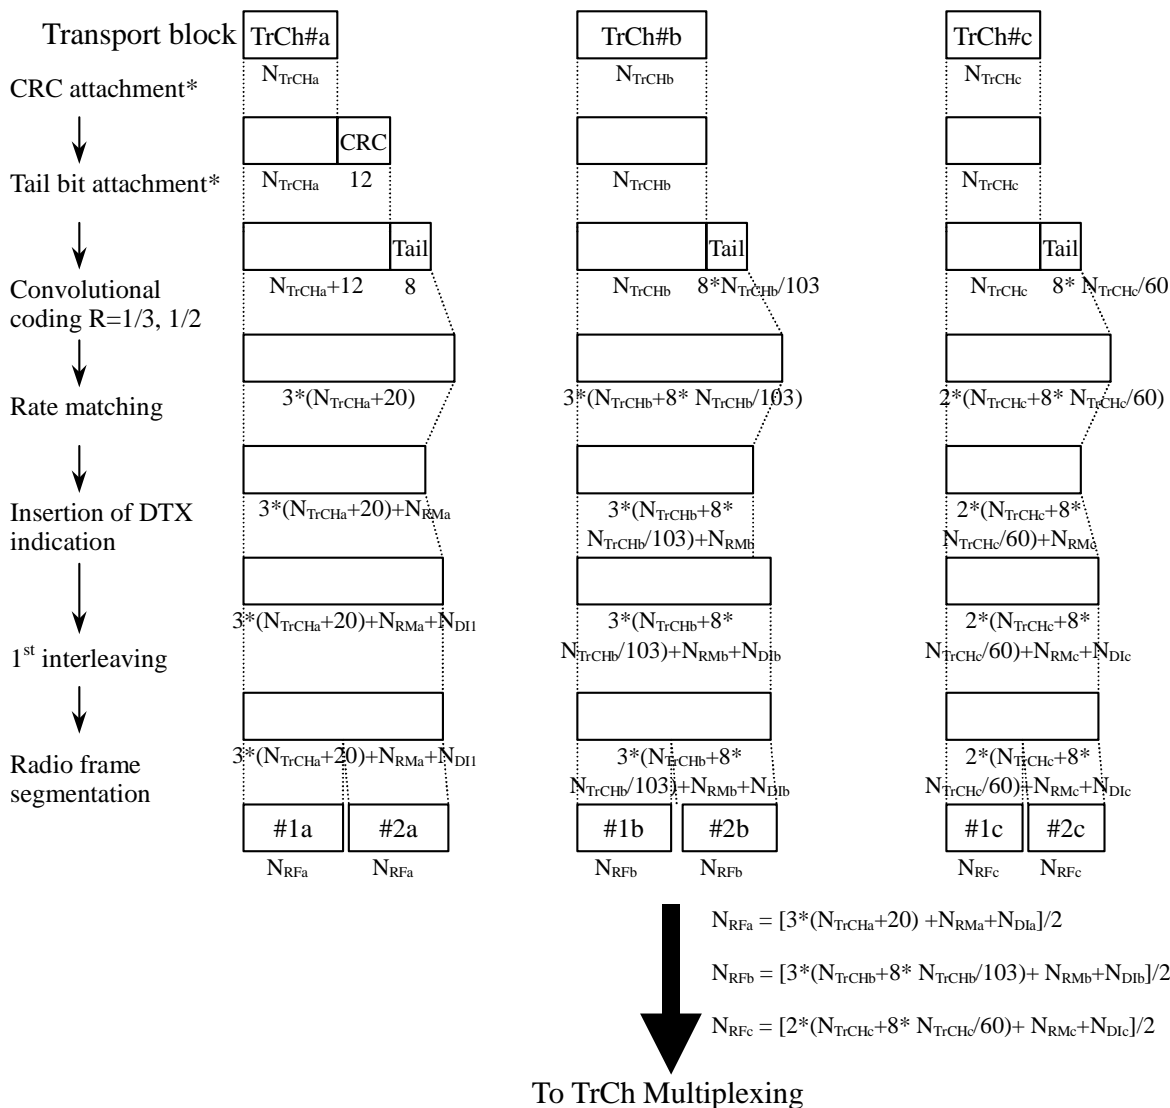 Transport block TrCh#a TrCh#b TrCh#c
N_TrCHa N_TrCHb N_TrCHc
CRC attachment*
CRC
N_TrCHa 12 N_TrCHb N_TrCHc
Tail bit attachment*
Tail Tail Tail
N_TrCHa+12 8 N_TrCHb 8*N_TrCHb/103 N_TrCHc 8* N_TrCHc/60
Convolutional
coding R=1/3, 1/2
3*(N_TrCHa+20) 3*(N_TrCHb+8* N_TrCHb/103) 2*(N_TrCHc+8* N_TrCHc/60)
Rate matching
3*(N_TrCHa+20)+N_RMa 3*(N_TrCHb+8* 2*(N_TrCHc+8*
Insertion of DTX
N_TrCHb/103)+N_RMb N_TrCHc/60)+N_RMc
indication
3*(N_TrCHa+20)+N_RMa+N_DI1 3*(N_TrCHb+8* 2*(N_TrCHc+8*
N_TrCHb/103)+N_RMb+N_DIb N_TrCHc/60)+N_RMc+N_DIc
1st interleaving
3*(N_TrCHa+20)+N_RMa+N_DI1 3*(N_TrCHb+8* 2*(N_TrCHc+8*
Radio frame
N_TrCHb/103)+N_RMb+N_DIb N_TrCHc/60)+N_RMc+N_DIc
segmentation
#1a #2a #1b #2b #1c #2c
N_RFa N_RFa N_RFb N_RFb N_RFc N_RFc
N_RFa = [3*(N_TrCHa+20) +N_RMa+N_DIa]/2
N_RFb = [3*(N_TrCHb+8* N_TrCHb/103)+ N_RMb+N_DIb]/2
N_RFc = [2*(N_TrCHc+8* N_TrCHc/60)+ N_RMc+N_DIc]/2
To TrCh Multiplexing